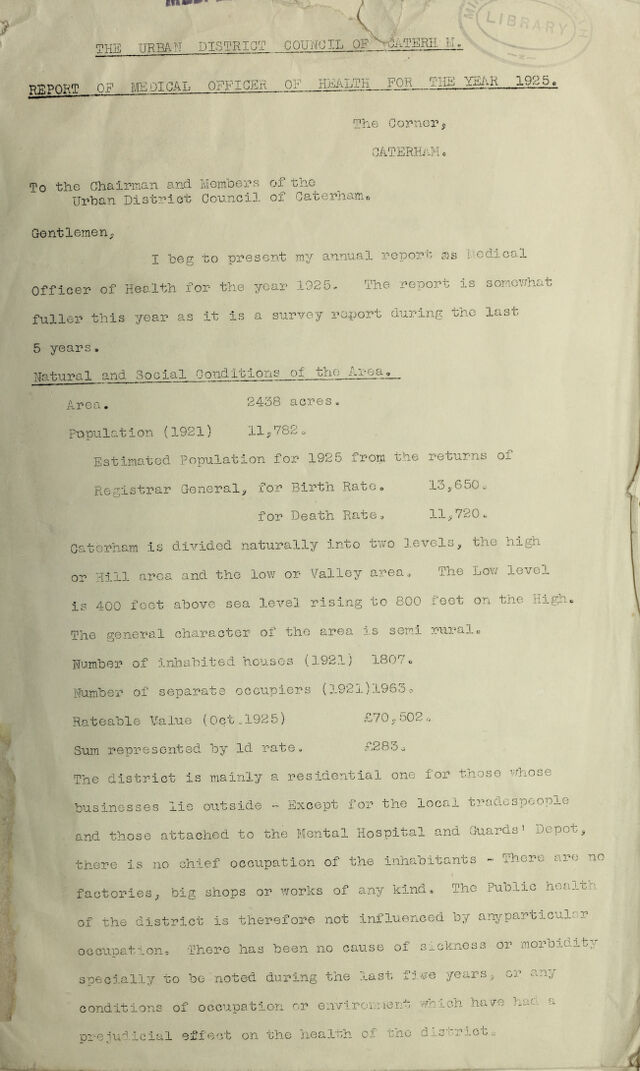 LIBRARY
THE URBAN DISTRICT COUNCIL OF CATERH M.
REPORT OF MEDICAL OFFICER OF HEALTH FOR THE YEAR 1925.
The Corner,
CATERHAM.
To the Chairman and Members of the
Urban District Council of Caterham.
Gentlemen,
I beg to present my annual report as Medical
Officer of Health for the year 1925. The report is somewhat
fuller this year as it is a survey report during the last
5 years.
Natural and Social Conditions of the Area.
Area. 2438 acres.
Population (1921) 11,782.
Estimated Population for 1925 from the returns of
Registrar General, for Birth Rate. 13,650.
for Death Rate. 11,720.
Caterham is divided naturally into two levels, the high
or Hill area and the low or Valley area. The Low level
is 400 feet above sea level rising to 800 feet on the High.
The general character of the area is semi rural.
Number of inhabited houses (1921) 1807.
Number of separate occupiers (1921)1963.
Rateable Value (Oct.1925) £70,502.
Sum represented by 1d rate. £283.
The district is mainly a residential one for those whose
businesses lie outside - Except for the local tradespeople
and those attached to the Mental Hospital and Guards' Depot,
there is no chief occupation of the inhabitants - There are no
factories, big shops or works of any kind. The Public health
of the district is therefore not influenced by anyparticular
occupation. There has been no cause of sickness or morbidity
specially to be noted during the last five years, or any
conditions of occupation or environment which have had a
prejudicial effect on the health of the district.